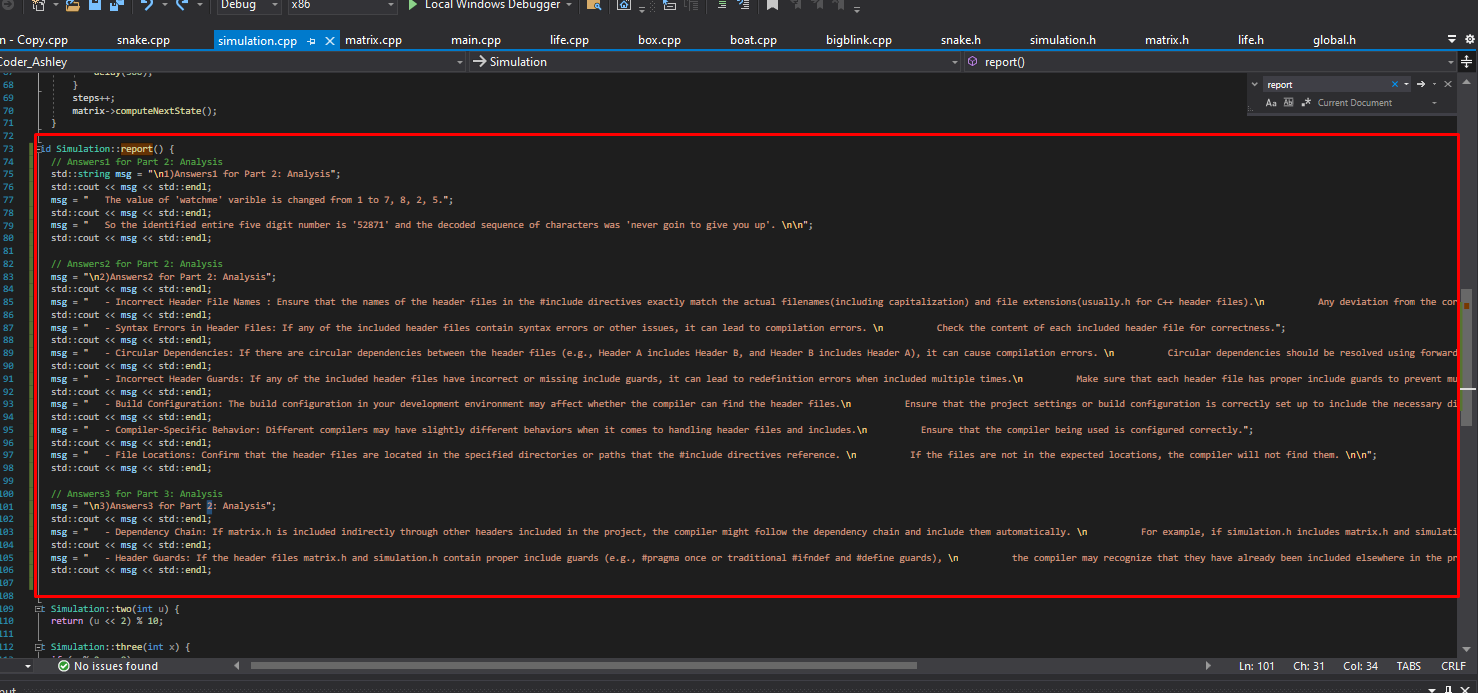 Debug x86 Local Windows Debugger
n - Copy.cpp snake.cpp simulation.cpp matrix.cpp main.cpp life.cpp box.cpp boat.cpp bigblink.cpp snake.h simulation.h matrix.h life.h global.h
Coder_Ashley Simulation report()
report
Aa Current Document
68 }
69 steps++;
70 matrix->computeNextState();
71 }
72
73 id Simulation::report() {
74 // Answers1 for Part 2: Analysis
75 std::string msg = "\n1)Answers1 for Part 2: Analysis";
76 std::cout << msg << std::endl;
77 msg = " The value of 'watchme' varible is changed from 1 to 7, 8, 2, 5.";
78 std::cout << msg << std::endl;
79 msg = " So the identified entire five digit number is '52871' and the decoded sequence of characters was 'never goin to give you up'. \n\n";
80 std::cout << msg << std::endl;
81
82 // Answers2 for Part 2: Analysis
83 msg = "\n2)Answers2 for Part 2: Analysis";
84 std::cout << msg << std::endl;
85 msg = " - Incorrect Header File Names : Ensure that the names of the header files in the #include directives exactly match the actual filenames(including capitalization) and file extensions(usually.h for C++ header files).\n Any deviation from the cor
86 std::cout << msg << std::endl;
87 msg = " - Syntax Errors in Header Files: If any of the included header files contain syntax errors or other issues, it can lead to compilation errors. \n Check the content of each included header file for correctness.";
88 std::cout << msg << std::endl;
89 msg = " - Circular Dependencies: If there are circular dependencies between the header files (e.g., Header A includes Header B, and Header B includes Header A), it can cause compilation errors. \n Circular dependencies should be resolved using forward
90 std::cout << msg << std::endl;
91 msg = " - Incorrect Header Guards: If any of the included header files have incorrect or missing include guards, it can lead to redefinition errors when included multiple times.\n Make sure that each header file has proper include guards to prevent mu
92 std::cout << msg << std::endl;
93 msg = " - Build Configuration: The build configuration in your development environment may affect whether the compiler can find the header files.\n Ensure that the project settings or build configuration is correctly set up to include the necessary di
94 std::cout << msg << std::endl;
95 msg = " - Compiler-Specific Behavior: Different compilers may have slightly different behaviors when it comes to handling header files and includes.\n Ensure that the compiler being used is configured correctly.";
96 std::cout << msg << std::endl;
97 msg = " - File Locations: Confirm that the header files are located in the specified directories or paths that the #include directives reference. \n If the files are not in the expected locations, the compiler will not find them. \n\n";
98 std::cout << msg << std::endl;
99
100 // Answers3 for Part 3: Analysis
101 msg = "\n3)Answers3 for Part 2: Analysis";
102 std::cout << msg << std::endl;
103 msg = " - Dependency Chain: If matrix.h is included indirectly through other headers included in the project, the compiler might follow the dependency chain and include them automatically. \n For example, if simulation.h includes matrix.h and simulati
104 std::cout << msg << std::endl;
105 msg = " - Header Guards: If the header files matrix.h and simulation.h contain proper include guards (e.g., #pragma once or traditional #ifndef and #define guards), \n the compiler may recognize that they have already been included elsewhere in the pr
106 std::cout << msg << std::endl;
107
108
109 t Simulation::two(int u) {
110 return (u << 2) % 10;
111
112 t Simulation::three(int x) {
No issues found Ln: 101 Ch: 31 Col: 34 TABS CRLF